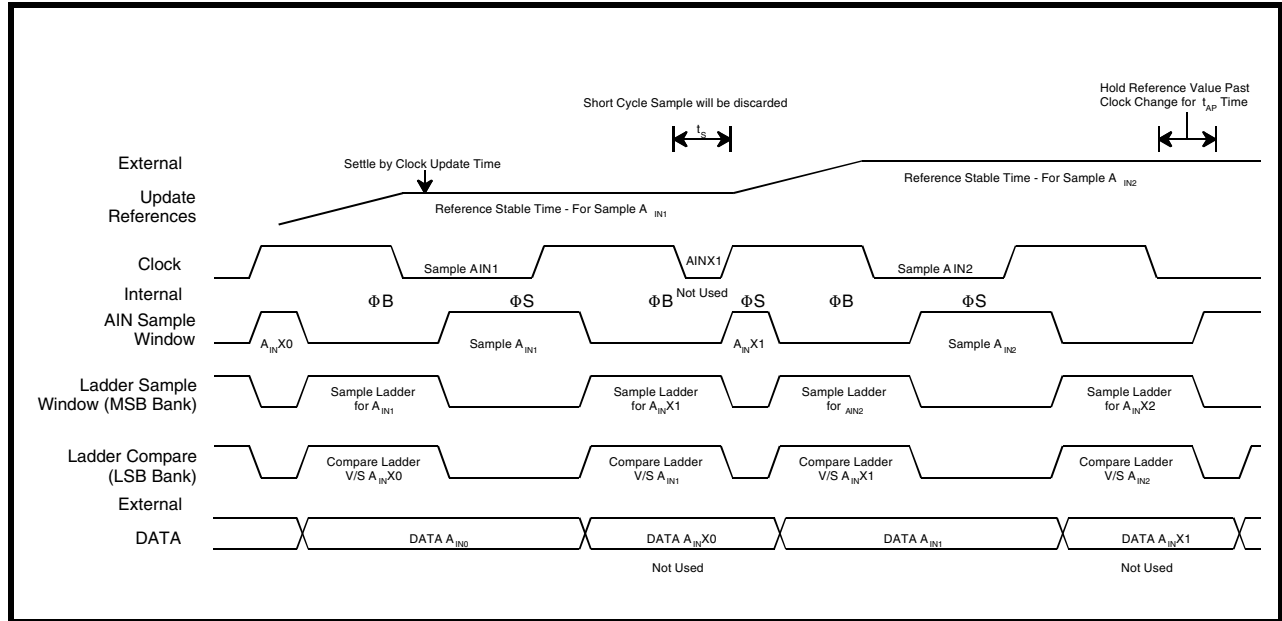 Hold Reference Value Past
Clock Change for tAP Time
Short Cycle Sample will be discarded
tS
External
Settle by Clock Update Time
Reference Stable Time - For Sample A IN2
Update
References
Reference Stable Time - For Sample A IN1
Clock
Sample AIN1
AINX1
Sample A IN2
Internal
Not Used
ΦB
ΦS
ΦB
ΦS
ΦB
ΦS
AIN Sample
Window
AINX0
Sample AIN1
AINX1
Sample AIN2
Ladder Sample
Window (MSB Bank)
Sample Ladder
for AIN1
Sample Ladder
for AINX1
Sample Ladder
for AIN2
Sample Ladder
for AINX2
Ladder Compare
(LSB Bank)
Compare Ladder
V/S AINX0
Compare Ladder
V/S AIN1
Compare Ladder
V/S AINX1
Compare Ladder
V/S AIN2
External
DATA
DATA AIN0
DATA AINX0
DATA AIN1
DATA AINX1
Not Used
Not Used